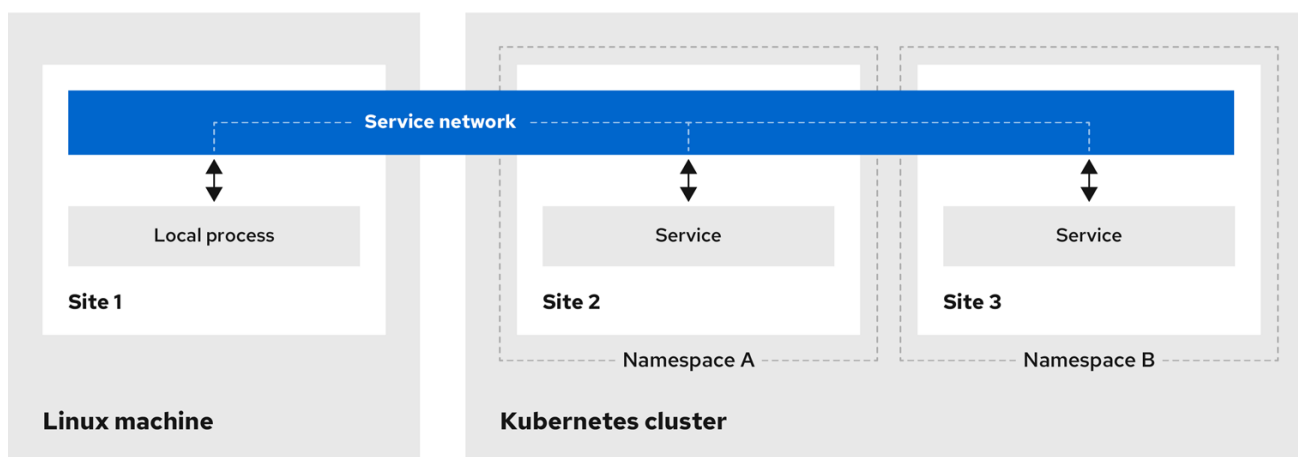 Service network
Local process
Service
Service
Site 1
Site 2
Site 3
Namespace A
Namespace B
Linux machine
Kubernetes cluster